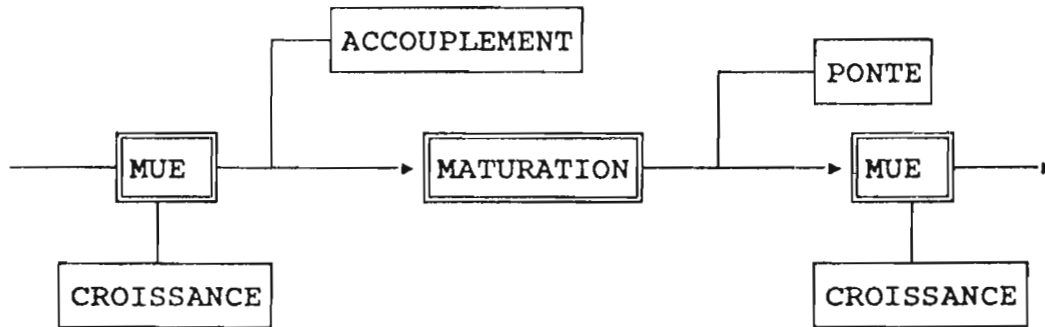 ACCOUPLEMENT
PONTE
MUE
MATURATION
MUE
CROISSANCE
CROISSANCE